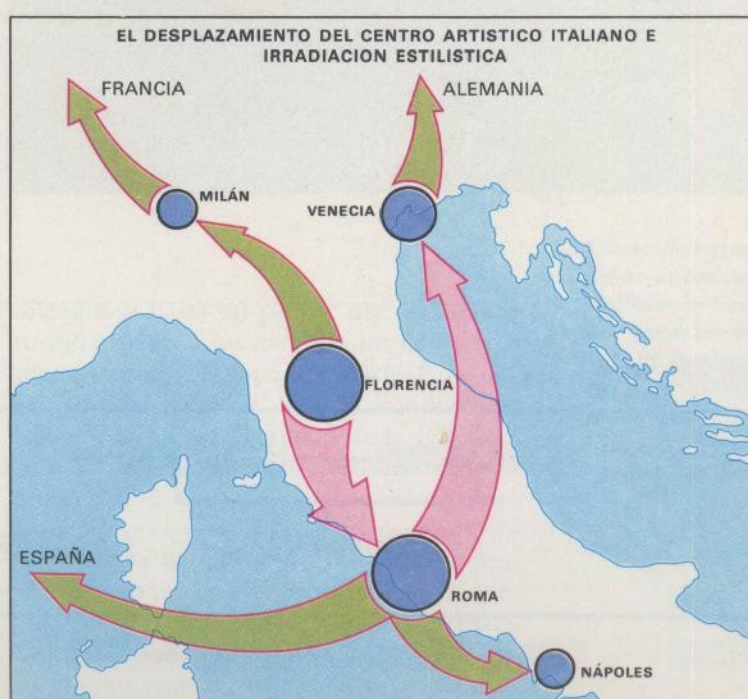 EL DESPLAZAMIENTO DEL CENTRO ARTISTICO ITALIANO E
IRRADIACION ESTILISTICA
FRANCIA
ALEMANIA
MILÁN
VENECIA
FLORENCIA
ESPAÑA
ROMA
NÁPOLES